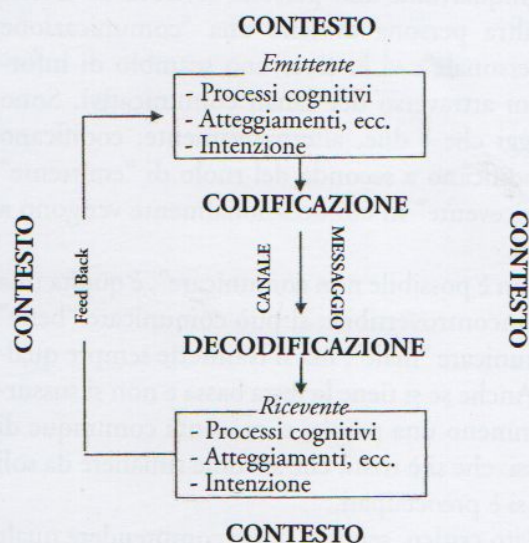 CONTESTO
Emittente
- Processi cognitivi
- Atteggiamenti, ecc.
- Intenzione
CODIFICAZIONE
CONTESTO
Feed-Back
CANALE
MESSAGGIO
CONTESTO
DECODIFICAZIONE
Ricevente
- Processi cognitivi
- Atteggiamenti, ecc.
- Intenzione
CONTESTO